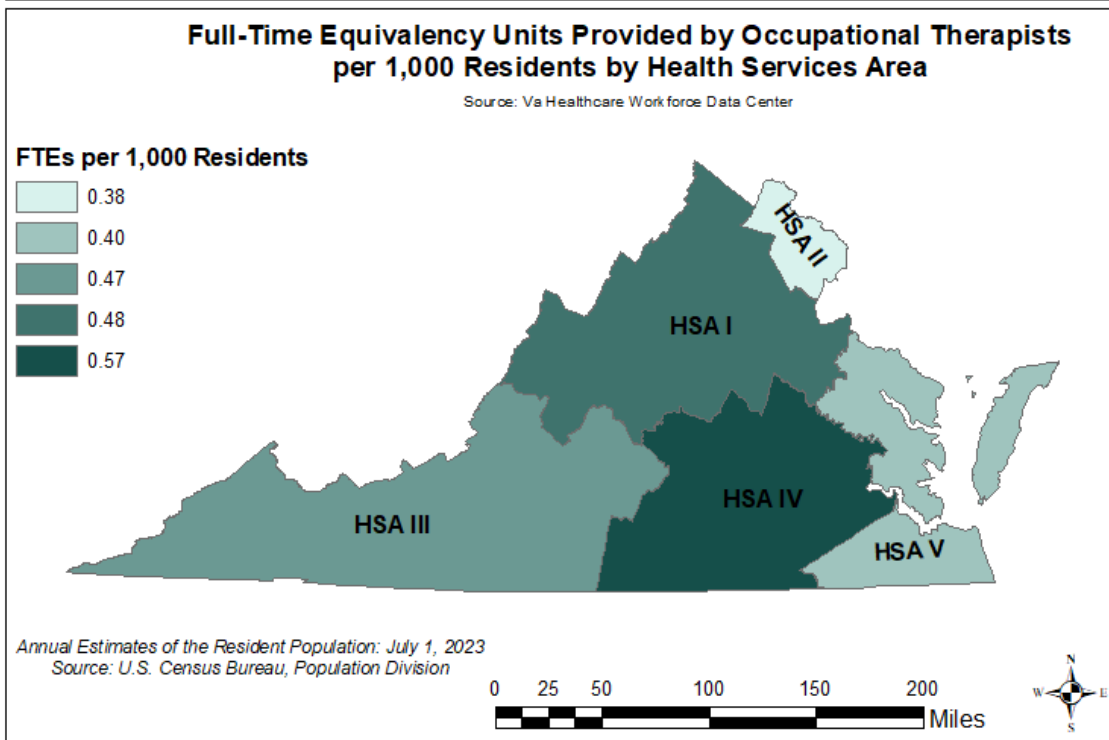 Full-Time Equivalency Units Provided by Occupational Therapists
per 1,000 Residents by Health Services Area
Source: Va Healthcare Workforce Data Center
FTEs per 1,000 Residents
0.38
0.40
0.47
0.48
0.57
HSA II
HSA I
HSA IV
HSA III
HSA V
Annual Estimates of the Resident Population: July 1, 2023
Source: U.S. Census Bureau, Population Division
0 25 50 100 150 200
Miles
N
W E
S